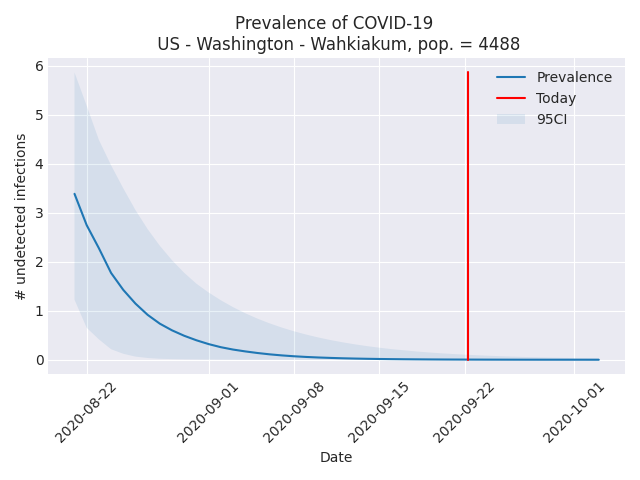 Prevalence of COVID-19
US - Washington - Wahkiakum, pop. = 4488
# undetected infections
6
5
4
3
2
1
0
Prevalence
Today
95CI
2020-08-22
2020-09-01
2020-09-08
2020-09-15
2020-09-22
2020-10-01
Date